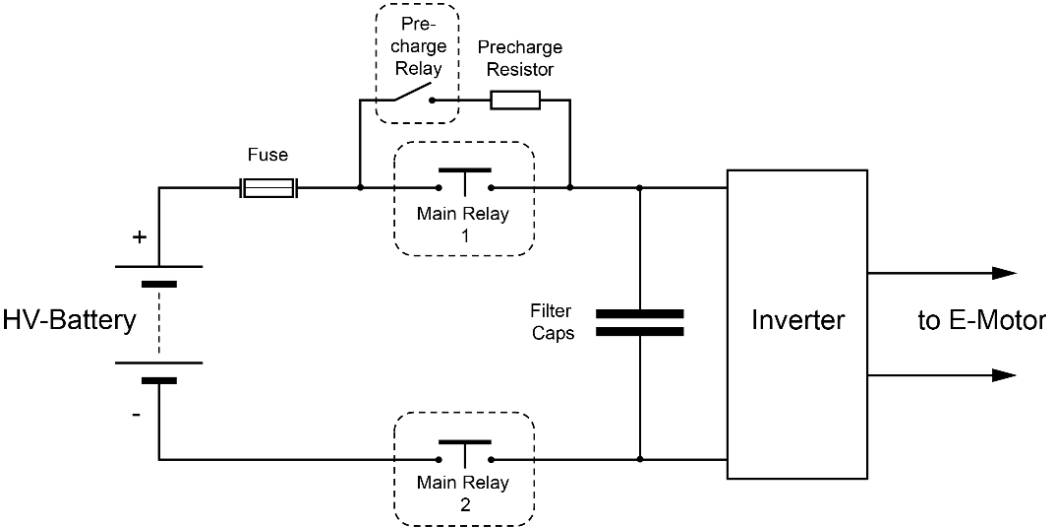 Pre-
charge
Relay
Precharge
Resistor
Fuse
Main Relay
1
+
HV-Battery
-
Filter
Caps
Inverter
to E-Motor
Main Relay
2